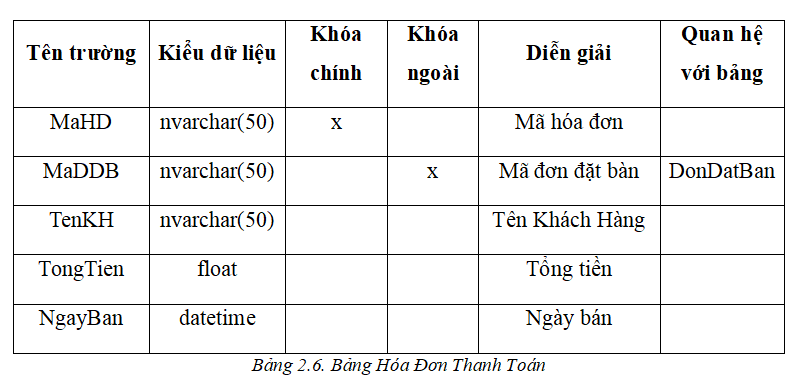 Tên trường Kiểu dữ liệu Khóa chính Khóa ngoài Diễn giải Quan hệ với bảng
MaHD nvarchar(50) x Mã hóa đơn
MaDDB nvarchar(50) x Mã đơn đặt bàn DonDatBan
TenKH nvarchar(50) Tên Khách Hàng
TongTien float Tổng tiền
NgayBan datetime Ngày bán
Bảng 2.6. Bảng Hóa Đơn Thanh Toán